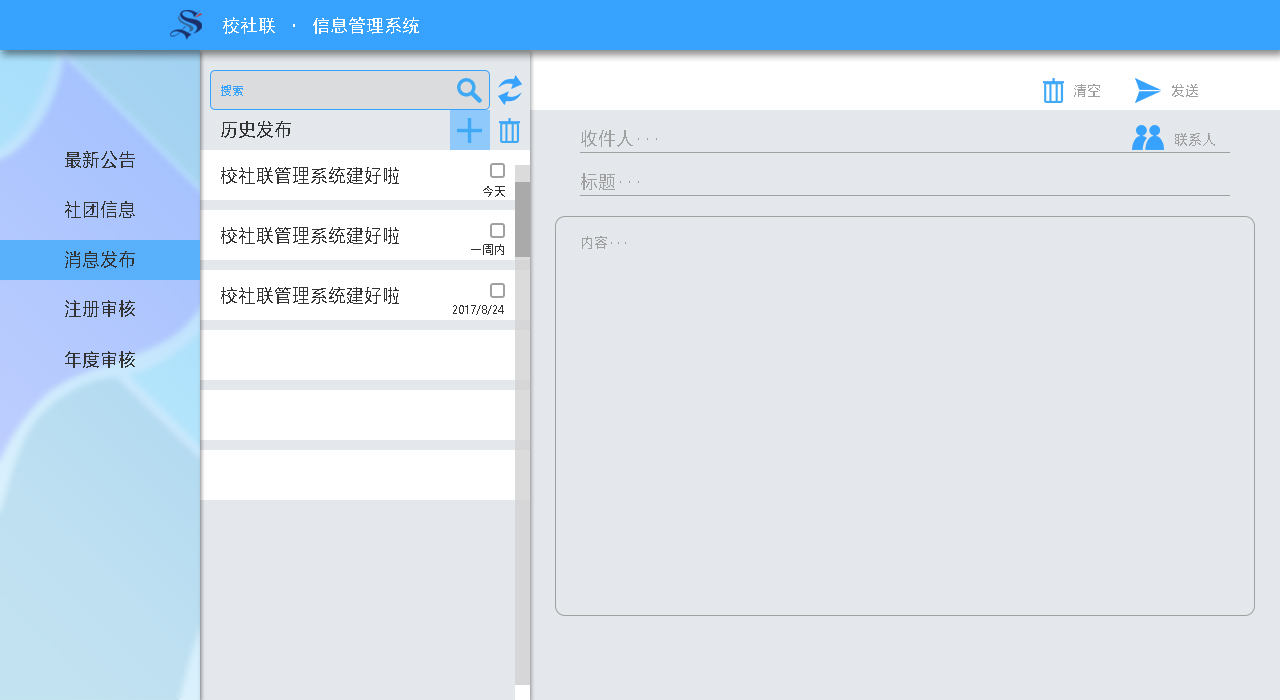 校社联 · 信息管理系统
最新公告
社团信息
消息发布
注册审核
年度审核
搜索
历史发布
校社联管理系统建好啦
今天
校社联管理系统建好啦
一周内
校社联管理系统建好啦
2017/8/24
清空 发送
收件人··· 联系人
标题···
内容···